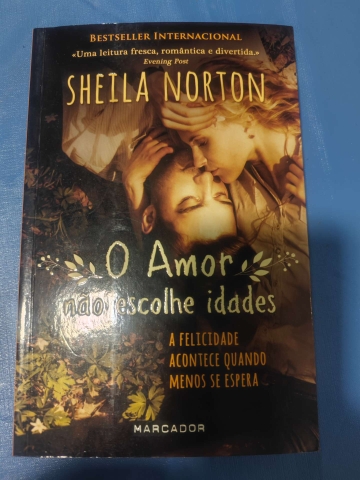 BESTSELLER INTERNACIONAL
«Uma leitura fresca, romântica e divertida.»
Evening Post
SHEILA NORTON
O Amor
não escolhe idades
A FELICIDADE
ACONTECE QUANDO
MENOS SE ESPERA
MARCADOR